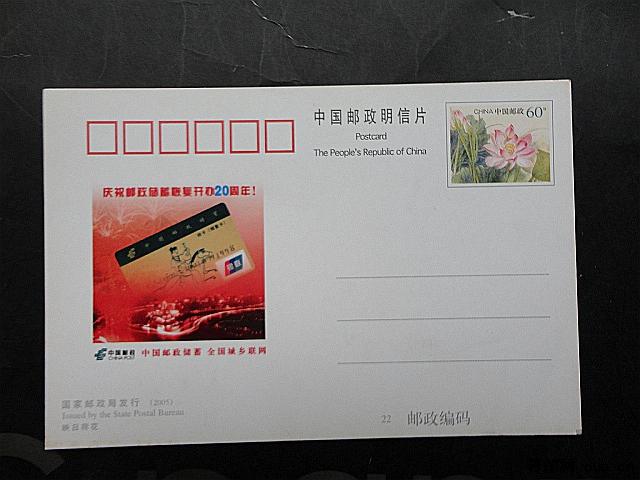 中国邮政明信片
Postcard
The People's Republic of China
CHINA 中国邮政 60分
庆祝邮政储蓄恢复开办20周年!
中国邮政
CHINA POST
中国邮政储蓄 全国城乡联网
国家邮政局发行 (2005)
Issued by the State Postal Bureau
映日荷花
22 邮政编码